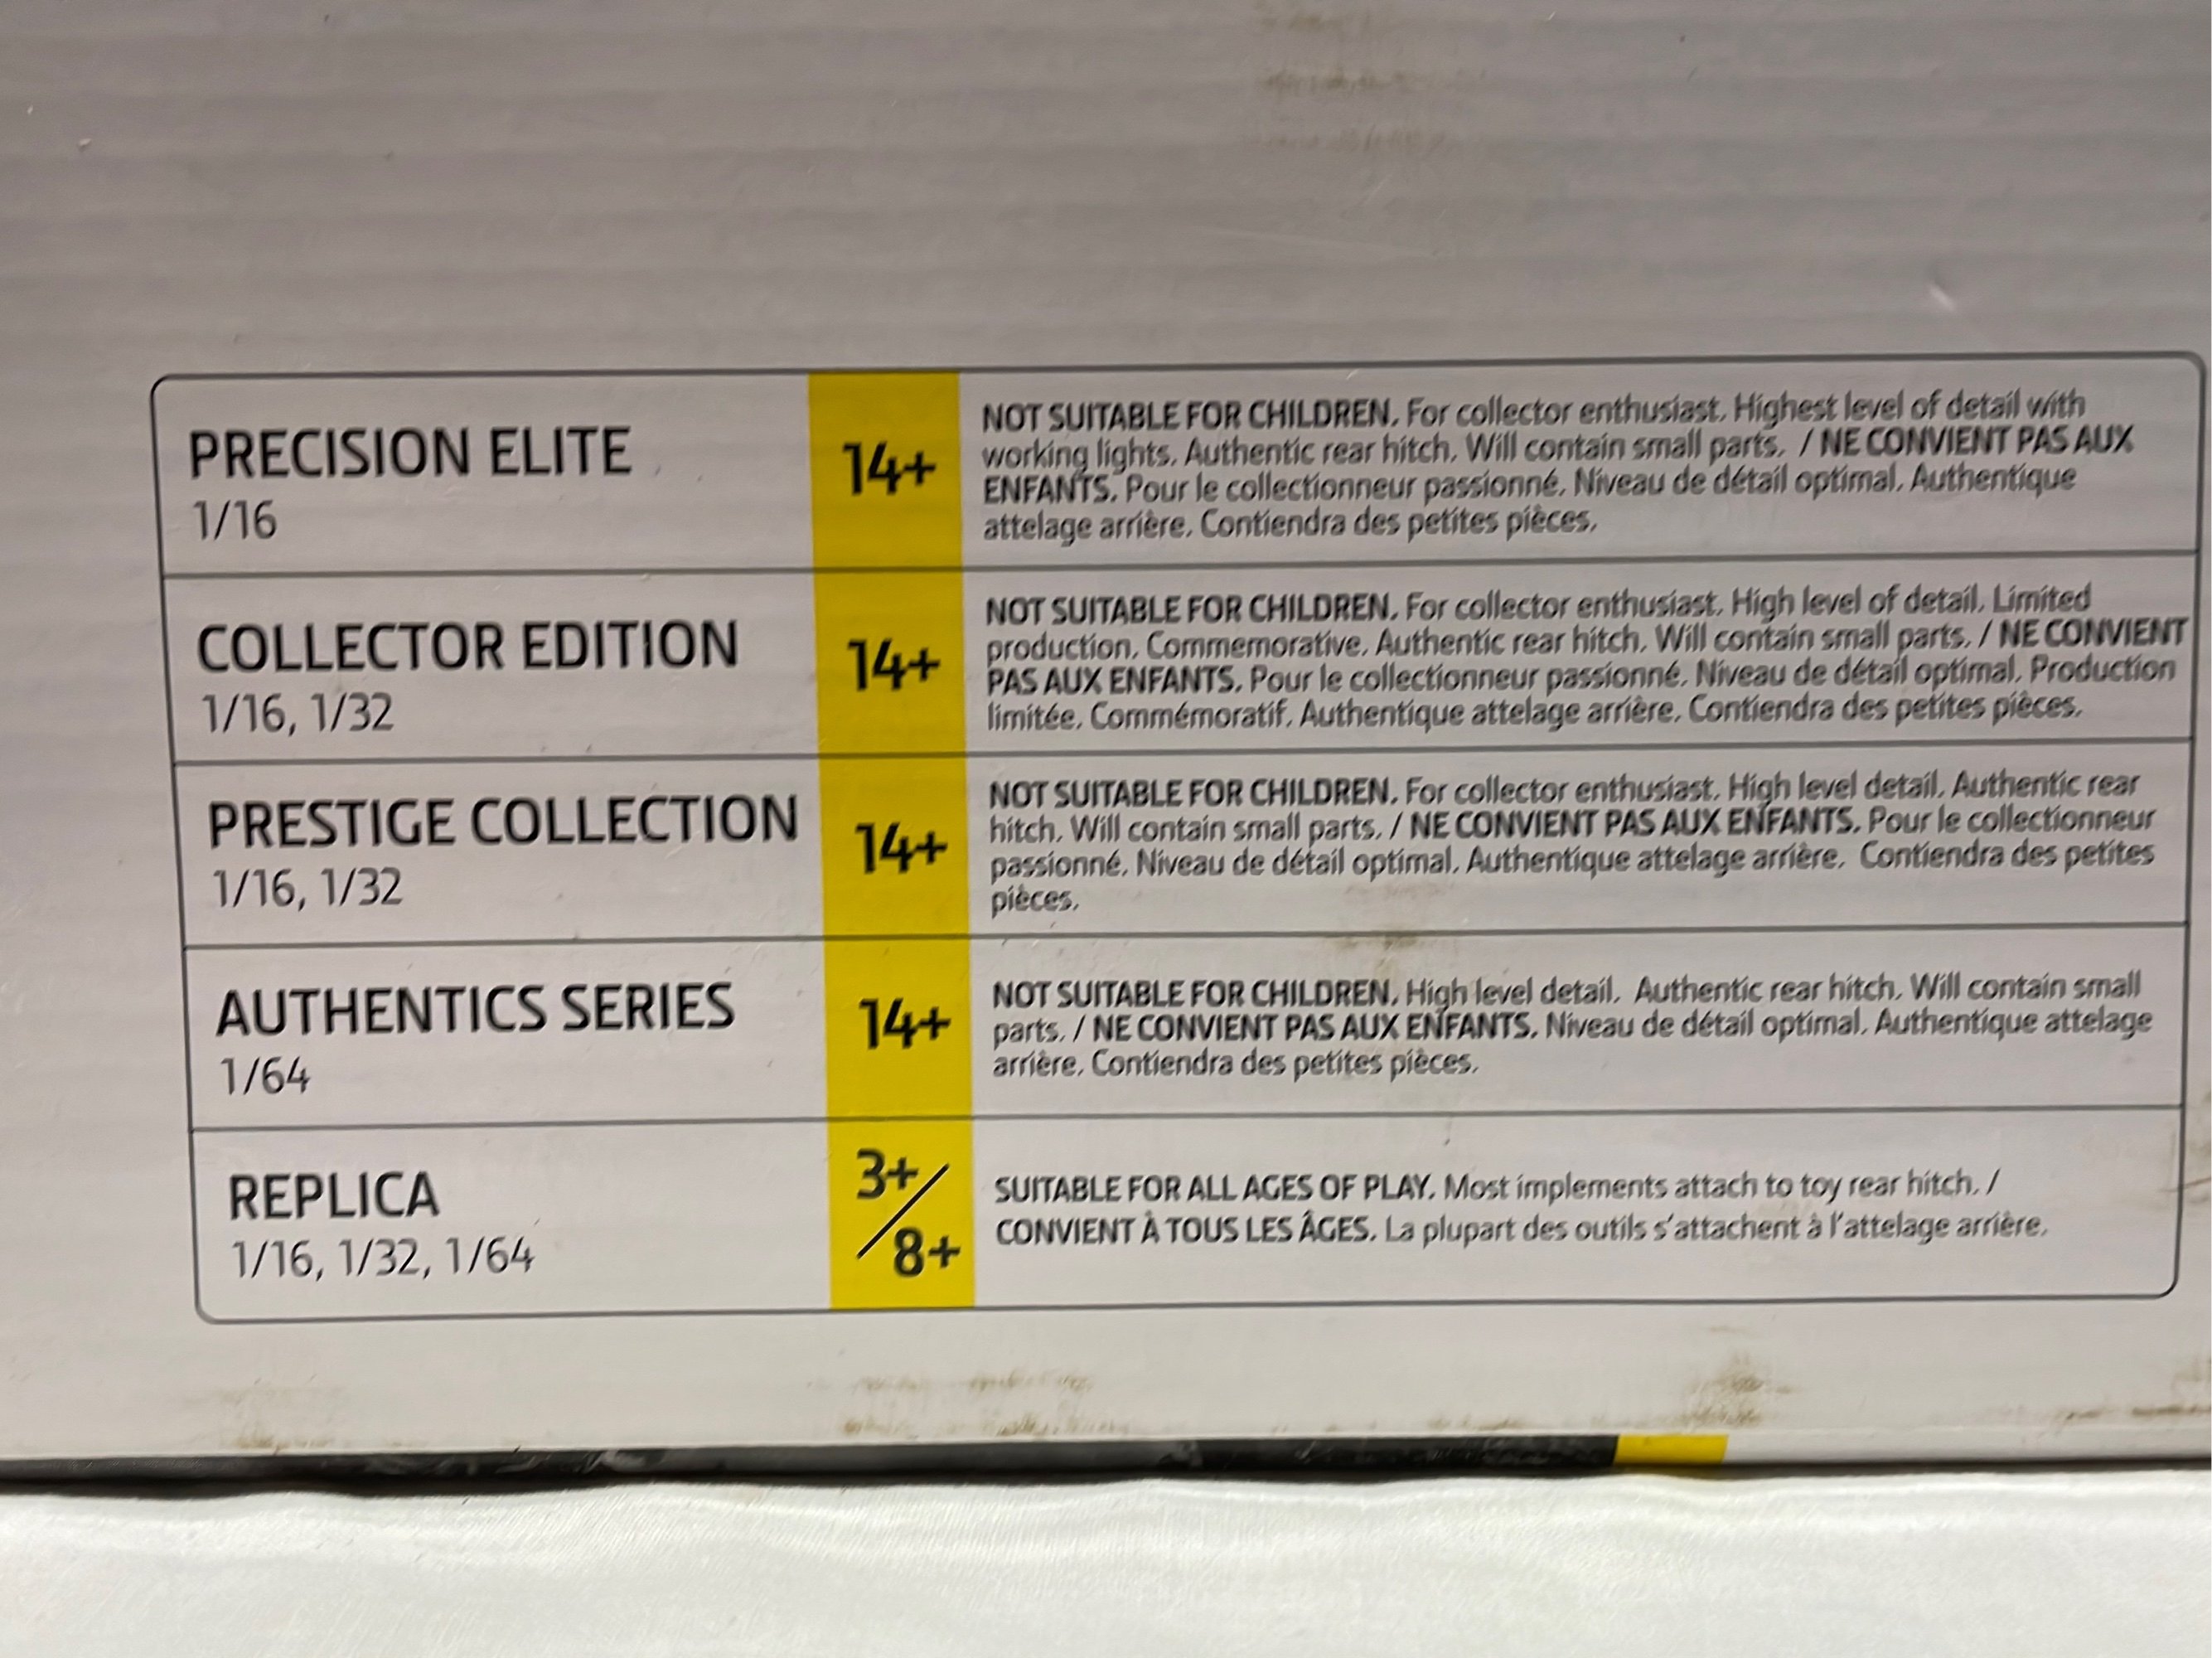 PRECISION ELITE
1/16
14+
NOT SUITABLE FOR CHILDREN. For collector enthusiast. Highest level of detail with
working lights. Authentic rear hitch. Will contain small parts. / NE CONVIENT PAS AUX
ENFANTS. Pour le collectionneur passionné. Niveau de détail optimal. Authentique
attelage arrière. Contiendra des petites pièces.
COLLECTOR EDITION
1/16, 1/32
14+
NOT SUITABLE FOR CHILDREN. For collector enthusiast. High level of detail. Limited
production. Commemorative. Authentic rear hitch. Will contain small parts. / NE CONVIENT
PAS AUX ENFANTS. Pour le collectionneur passionné. Niveau de détail optimal. Production
limitée. Commémoratif. Authentique attelage arrière. Contiendra des petites pièces.
PRESTIGE COLLECTION
1/16, 1/32
14+
NOT SUITABLE FOR CHILDREN. For collector enthusiast. High level detail. Authentic rear
hitch. Will contain small parts. / NE CONVIENT PAS AUX ENFANTS. Pour le collectionneur
passionné. Niveau de détail optimal. Authentique attelage arrière. Contiendra des petites
pièces.
AUTHENTICS SERIES
1/64
14+
NOT SUITABLE FOR CHILDREN. High level detail. Authentic rear hitch. Will contain small
parts. / NE CONVIENT PAS AUX ENFANTS. Niveau de détail optimal. Authentique attelage
arrière. Contiendra des petites pièces.
REPLICA
1/16, 1/32, 1/64
3+/
8+
SUITABLE FOR ALL AGES OF PLAY. Most implements attach to toy rear hitch. /
CONVIENT À TOUS LES ÂGES. La plupart des outils s'attachent à l'attelage arrière.